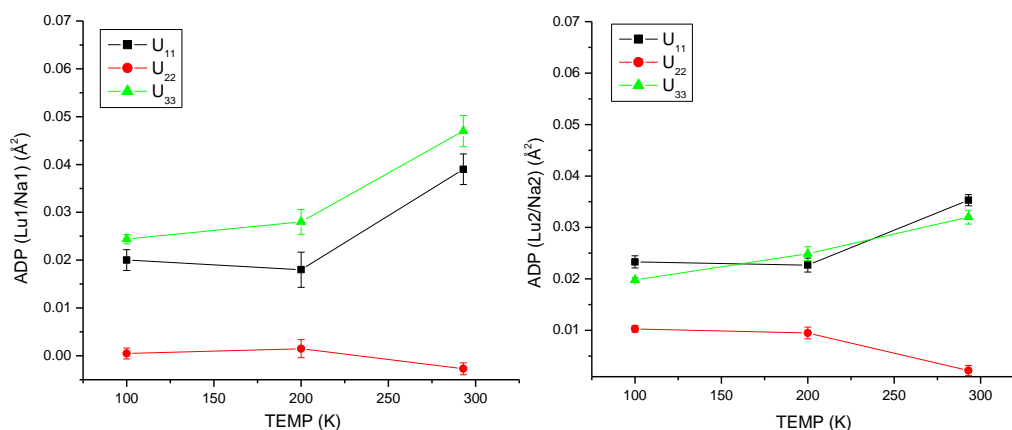 0.07
0.06
0.05
0.04
0.03
0.02
0.01
0.00
ADP (Lu1/Na1) (Å²)
U₁₁
U₂₂
U₃₃
100 150 200 250 300
TEMP (K)
0.07
0.06
0.05
0.04
0.03
0.02
0.01
ADP (Lu2/Na2) (Å²)
U₁₁
U₂₂
U₃₃
100 150 200 250 300
TEMP (K)